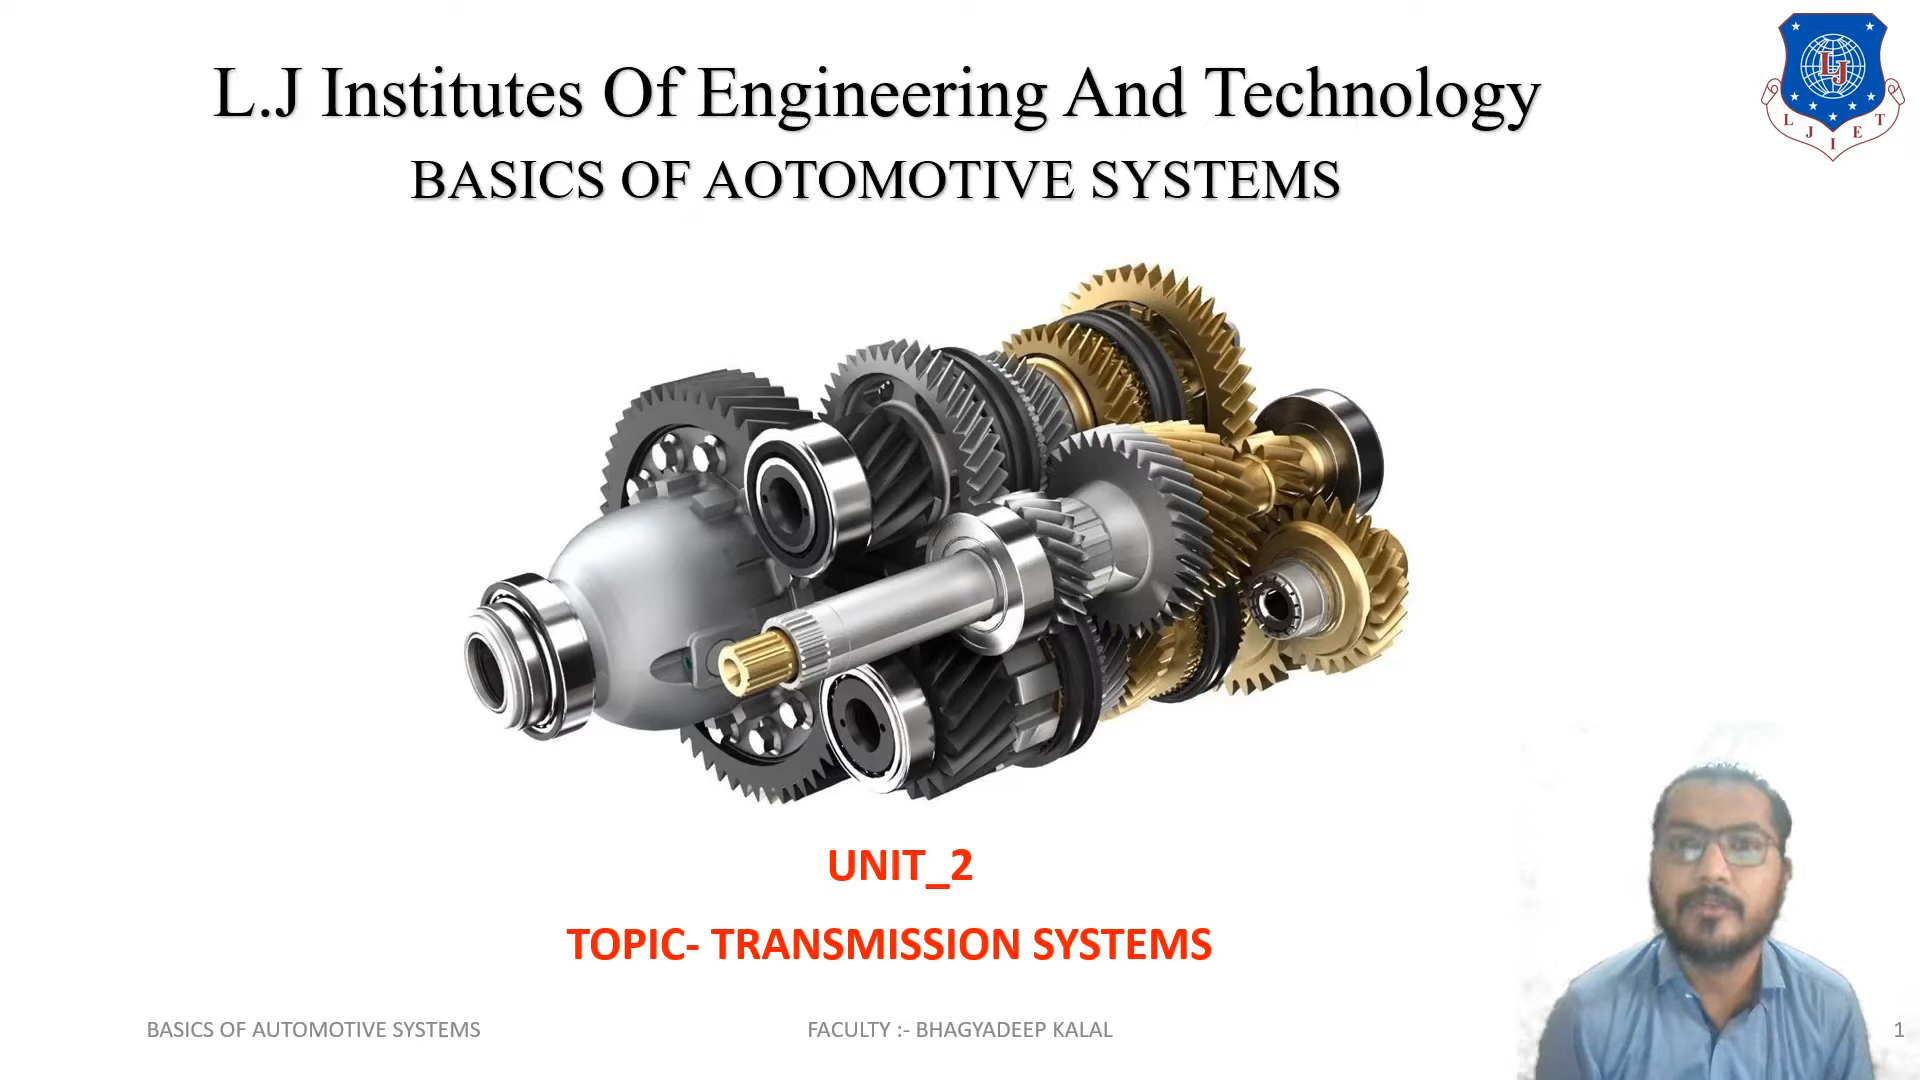 L.J Institutes Of Engineering And Technology
BASICS OF AOTOMOTIVE SYSTEMS
LJ
L J I E T
UNIT_2
TOPIC- TRANSMISSION SYSTEMS
BASICS OF AUTOMOTIVE SYSTEMS
FACULTY :- BHAGYADEEP KALAL
1